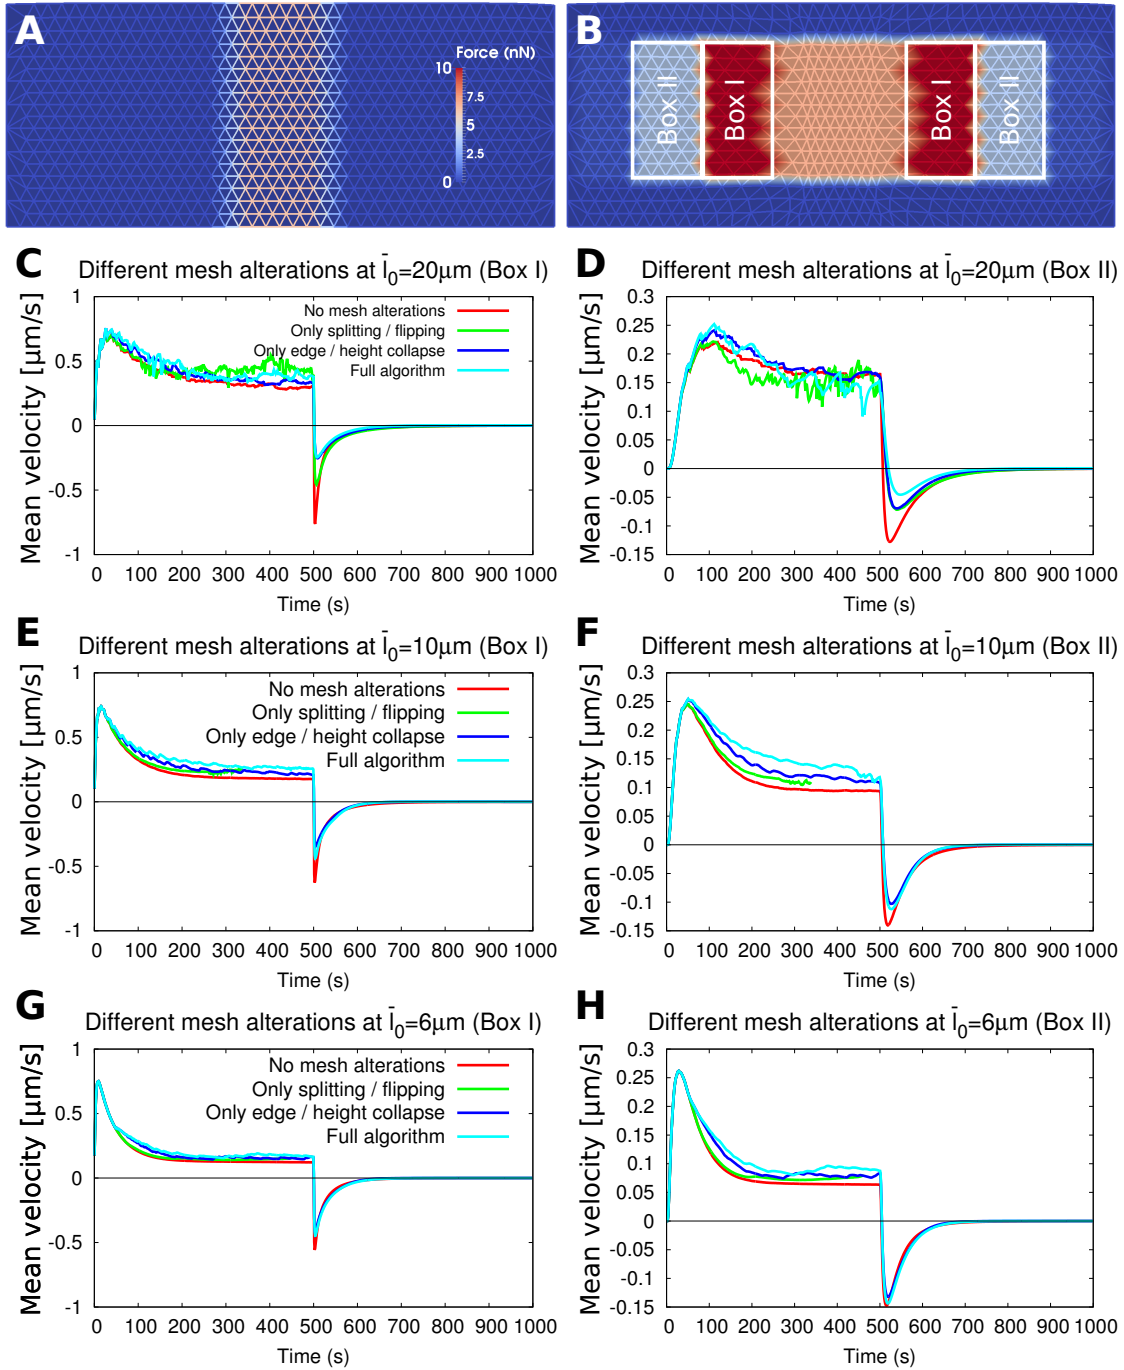 A
Force (nN)
10
7.5
5
2.5
0
B
Box II
Box I
Box I
Box II
C
Different mesh alterations at l̄0=20µm (Box I)
Mean velocity [µm/s]
1
0.5
0
-0.5
-1
No mesh alterations
Only splitting / flipping
Only edge / height collapse
Full algorithm
0 100 200 300 400 500 600 700 800 900 1000
Time (s)
D
Different mesh alterations at l̄0=20µm (Box II)
Mean velocity [µm/s]
0.3
0.25
0.2
0.15
0.1
0.05
0
-0.05
-0.1
-0.15
0 100 200 300 400 500 600 700 800 900 1000
Time (s)
E
Different mesh alterations at l̄0=10µm (Box I)
Mean velocity [µm/s]
1
0.5
0
-0.5
-1
No mesh alterations
Only splitting / flipping
Only edge / height collapse
Full algorithm
0 100 200 300 400 500 600 700 800 900 1000
Time (s)
F
Different mesh alterations at l̄0=10µm (Box II)
Mean velocity [µm/s]
0.3
0.25
0.2
0.15
0.1
0.05
0
-0.05
-0.1
-0.15
0 100 200 300 400 500 600 700 800 900 1000
Time (s)
G
Different mesh alterations at l̄0=6µm (Box I)
Mean velocity [µm/s]
1
0.5
0
-0.5
-1
No mesh alterations
Only splitting / flipping
Only edge / height collapse
Full algorithm
0 100 200 300 400 500 600 700 800 900 1000
Time (s)
H
Different mesh alterations at l̄0=6µm (Box II)
Mean velocity [µm/s]
0.3
0.25
0.2
0.15
0.1
0.05
0
-0.05
-0.1
-0.15
0 100 200 300 400 500 600 700 800 900 1000
Time (s)